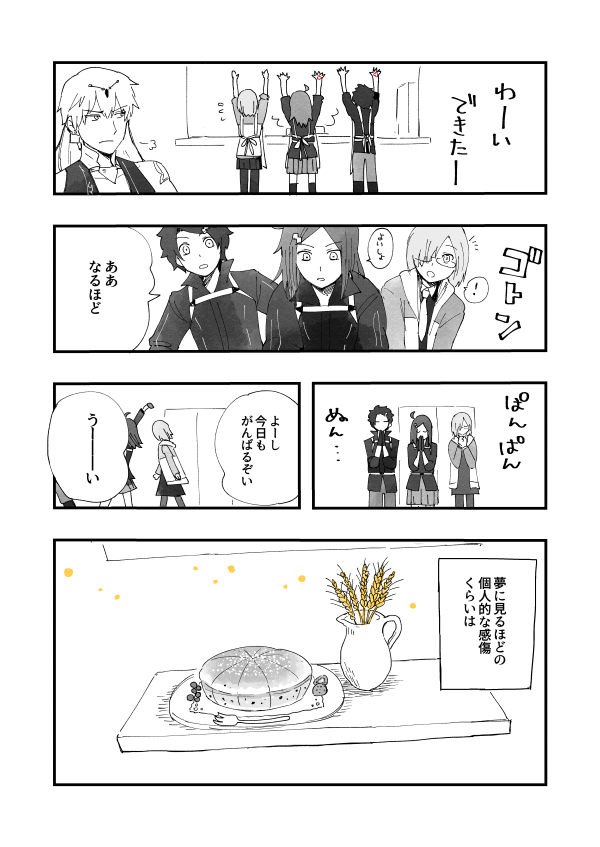 わーい
できたー
ゴトン
！
よいしょ
ああ
なるほど
ぱんぱん
ぬん…
よーし
今日も
がんばるぞい
うーーーい
夢に見るほどの
個人的な感傷
くらいは